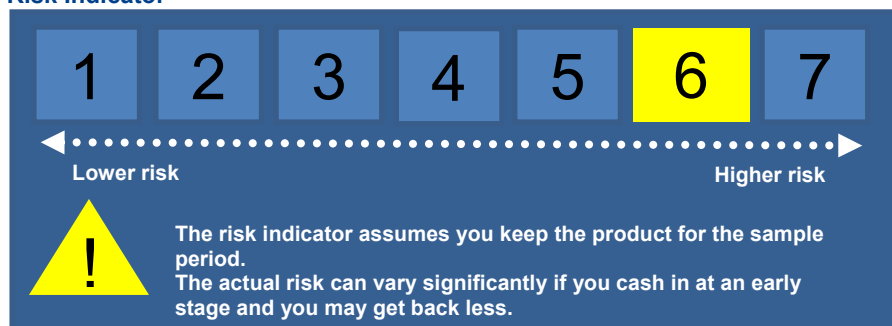 Risk Indicator
1 2 3 4 5 6 7
Lower risk Higher risk
!
The risk indicator assumes you keep the product for the sample
period.
The actual risk can vary significantly if you cash in at an early
stage and you may get back less.